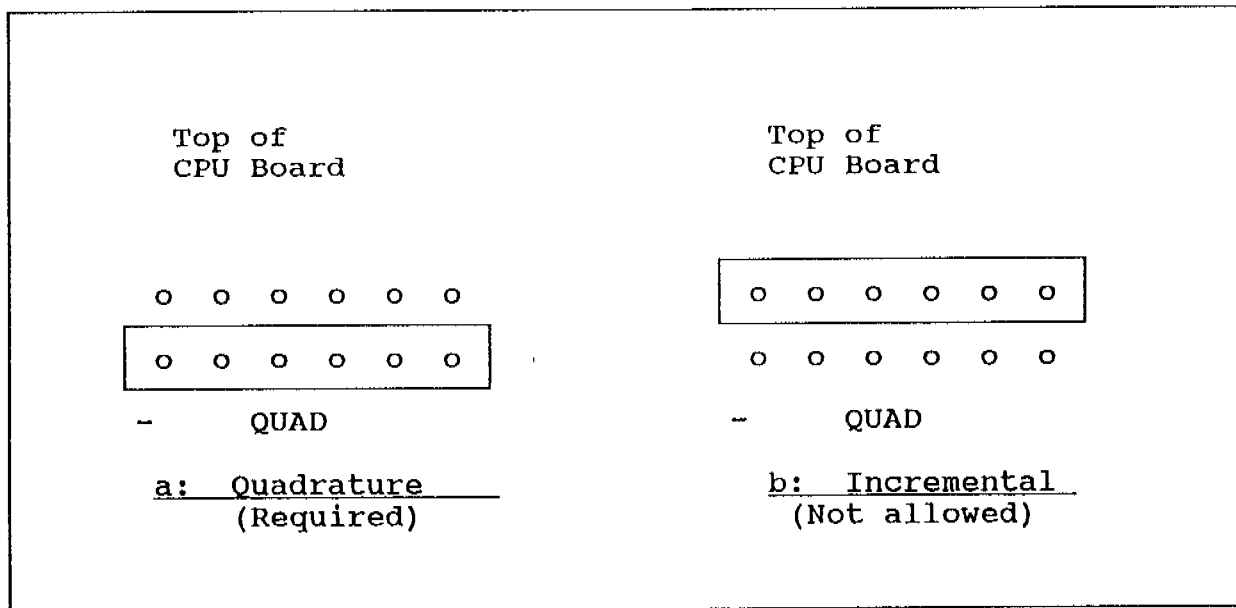 Top of
CPU Board
o o o o o o
o o o o o o
- QUAD
a: Quadrature
(Required)
Top of
CPU Board
o o o o o o
o o o o o o
- QUAD
b: Incremental
(Not allowed)